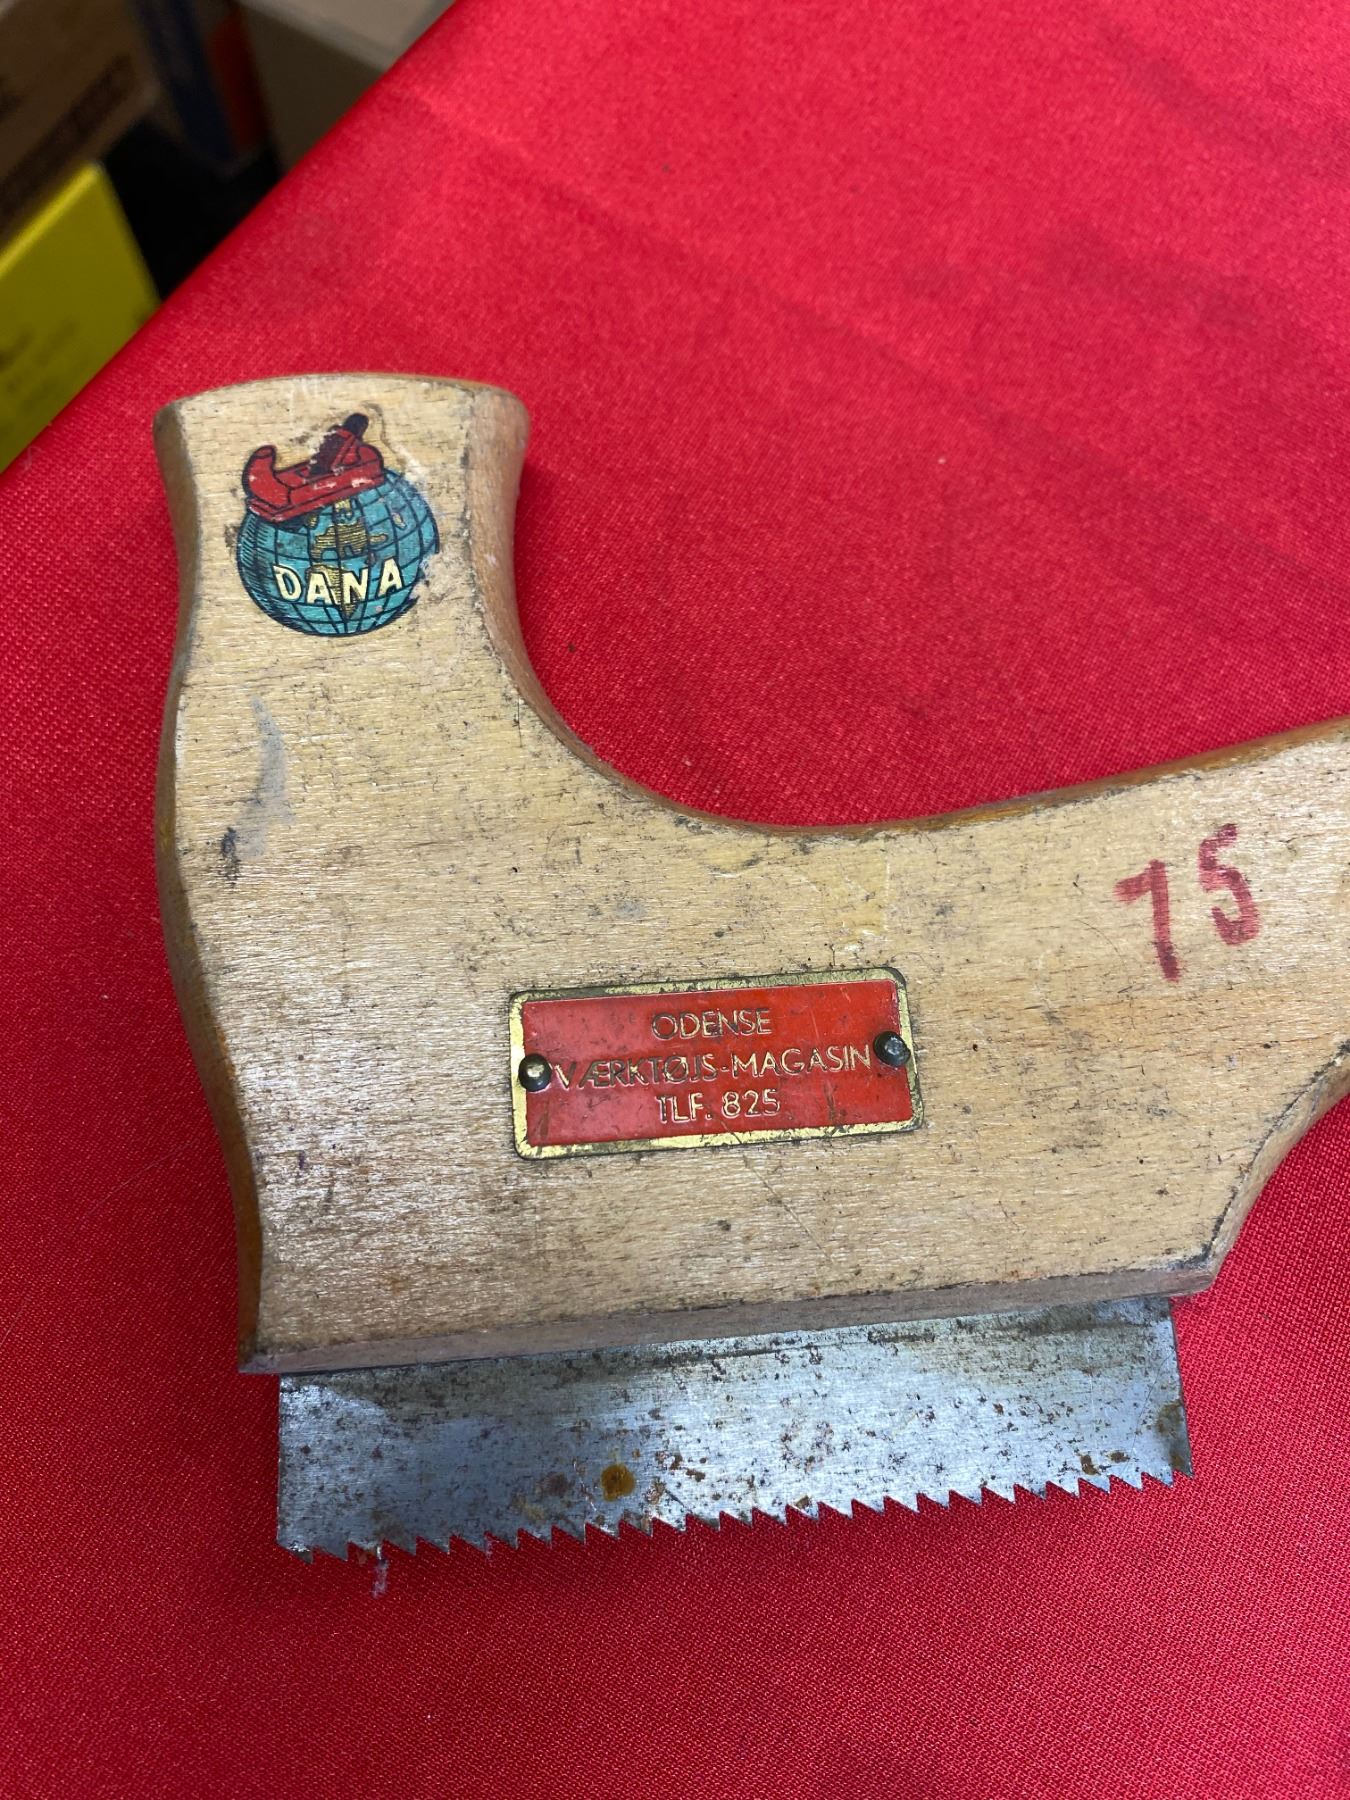 DANA
75
ODENSE
VÆRKTØJS-MAGASIN
TLF. 825